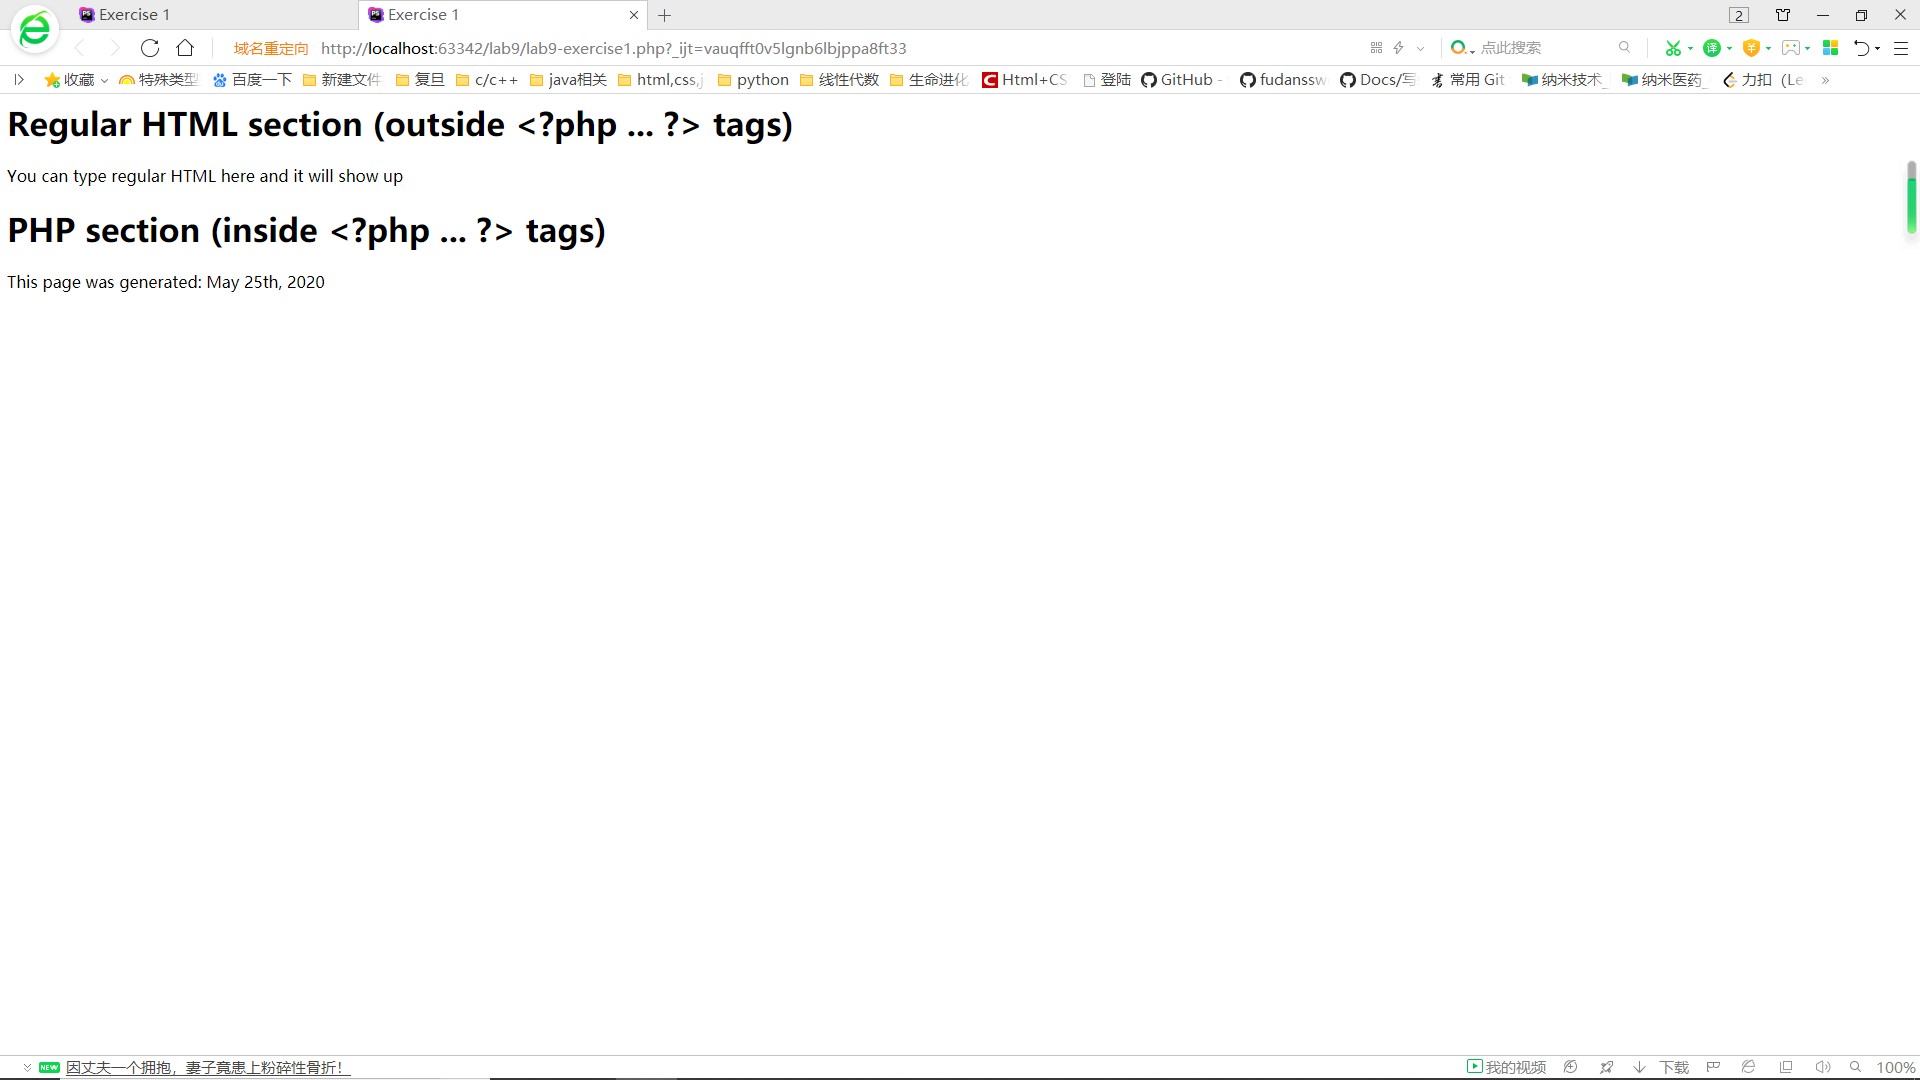 Exercise 1
Exercise 1
2
域名重定向 http://localhost:63342/lab9/lab9-exercise1.php?_ijt=vauqfft0v5lgnb6lbjppa8ft33
点此搜索
译
收藏 特殊类型 百度一下 新建文件 复旦 c/c++ java相关 html,css,j python 线性代数 生命进化 Html+CS 登陆 GitHub - fudanssw Docs/写 常用 Git 纳米技术_ 纳米医药_ 力扣 (Le »
Regular HTML section (outside <?php ... ?> tags)
You can type regular HTML here and it will show up
PHP section (inside <?php ... ?> tags)
This page was generated: May 25th, 2020
NEW 因丈夫一个拥抱，妻子竟患上粉碎性骨折！
我的视频 下载 100%